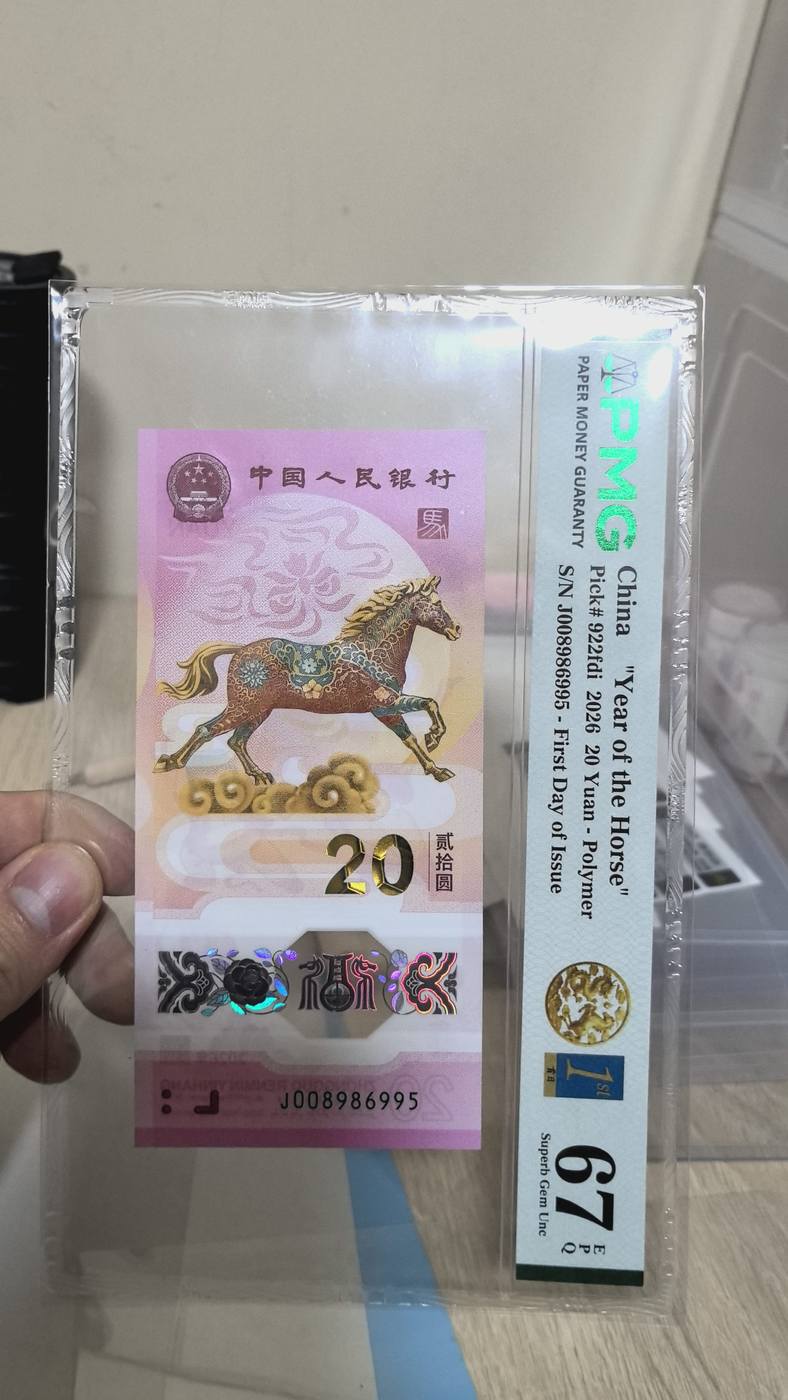 中国人民银行
馬
20
贰拾圆
J008986995
PMG
PAPER MONEY GUARANTY
China "Year of the Horse"
Pick# 922fdi 2026 20 Yuan - Polymer
S/N J008986995 - First Day of Issue
1st
首日
67
EPQ
Superb Gem Unc